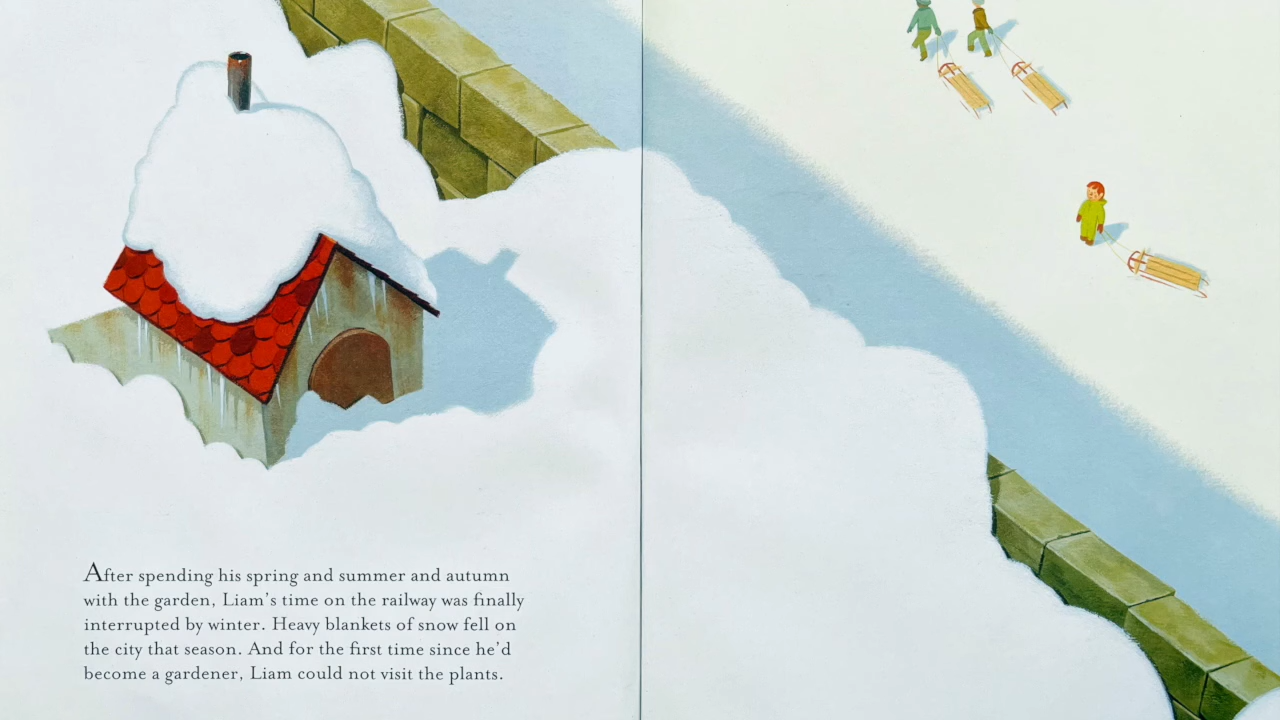 After spending his spring and summer and autumn
with the garden, Liam's time on the railway was finally
interrupted by winter. Heavy blankets of snow fell on
the city that season. And for the first time since he'd
become a gardener, Liam could not visit the plants.